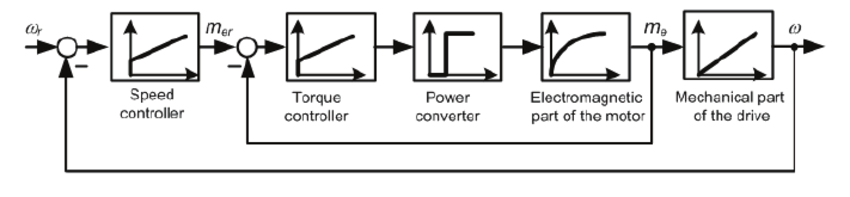 ωr
mer
me
ω
Speed
controller
Torque
controller
Power
converter
Electromagnetic
part of the motor
Mechanical part
of the drive